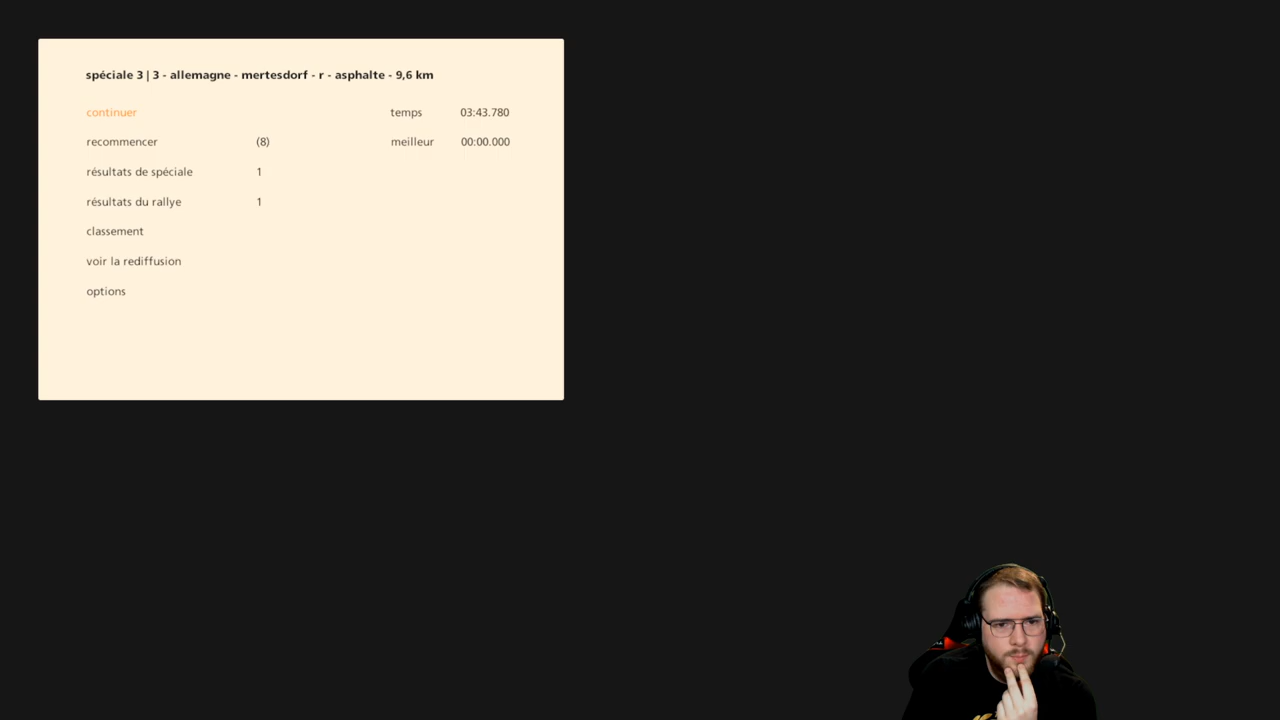 spéciale 3 | 3 - allemagne - mertesdorf - r - asphalte - 9,6 km
continuer temps 03:43.780
recommencer (8) meilleur 00:00.000
résultats de spéciale 1
résultats du rallye 1
classement
voir la rediffusion
options